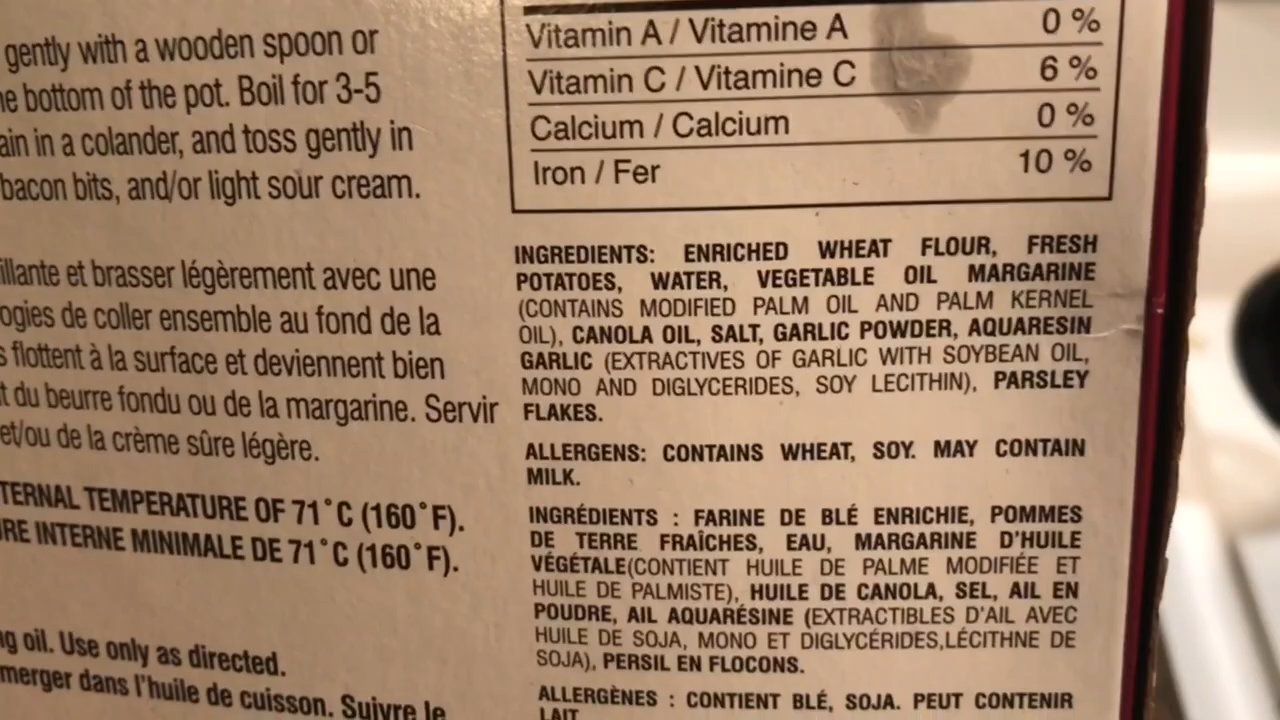 gently with a wooden spoon or
bottom of the pot. Boil for 3-5
in a colander, and toss gently in
bacon bits, and/or light sour cream.
et brasser légèrement avec une
de coller ensemble au fond de la
flottent à la surface et deviennent bien
du beurre fondu ou de la margarine. Servir
et/ou de la crème sûre légère.
TERNAL TEMPERATURE OF 71°C (160°F).
RE INTERNE MINIMALE DE 71°C (160°F).
oil. Use only as directed.
merger dans l'huile de cuisson. Suivre le
Vitamin A / Vitamine A 0 %
Vitamin C / Vitamine C 6 %
Calcium / Calcium 0 %
Iron / Fer 10 %
INGREDIENTS: ENRICHED WHEAT FLOUR, FRESH
POTATOES, WATER, VEGETABLE OIL MARGARINE
(CONTAINS MODIFIED PALM OIL AND PALM KERNEL
OIL), CANOLA OIL, SALT, GARLIC POWDER, AQUARESIN
GARLIC (EXTRACTIVES OF GARLIC WITH SOYBEAN OIL,
MONO AND DIGLYCERIDES, SOY LECITHIN), PARSLEY
FLAKES.
ALLERGENS: CONTAINS WHEAT, SOY. MAY CONTAIN
MILK.
INGRÉDIENTS : FARINE DE BLÉ ENRICHIE, POMMES
DE TERRE FRAÎCHES, EAU, MARGARINE D'HUILE
VÉGÉTALE(CONTIENT HUILE DE PALME MODIFIÉE ET
HUILE DE PALMISTE), HUILE DE CANOLA, SEL, AIL EN
POUDRE, AIL AQUARÉSINE (EXTRACTIBLES D'AIL AVEC
HUILE DE SOJA, MONO ET DIGLYCÉRIDES,LÉCITHNE DE
SOJA), PERSIL EN FLOCONS.
ALLERGÈNES : CONTIENT BLÉ, SOJA. PEUT CONTENIR
LAIT